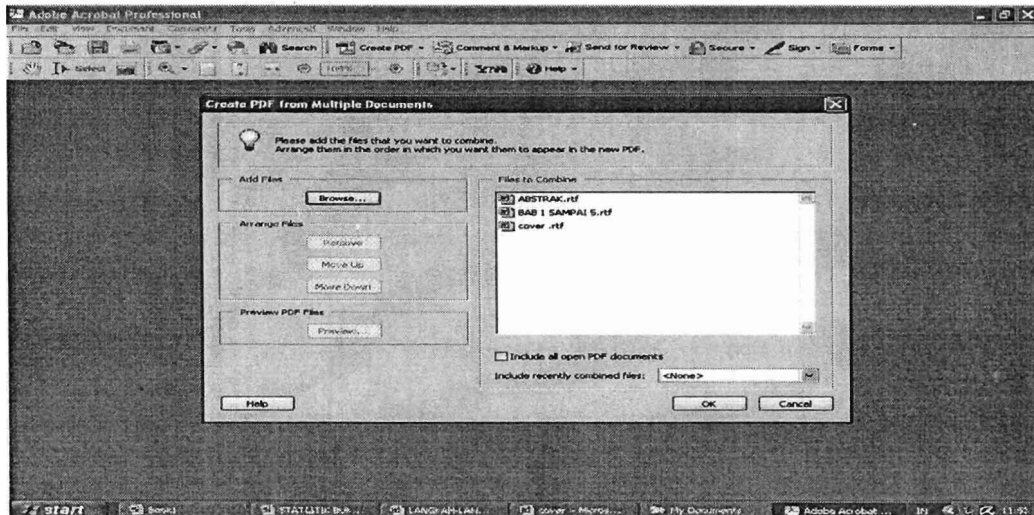 Adobe Acrobat Professional
File Edit View Document Comments Tools Advanced Window Help
Search Create PDF Comment & Markup Send for Review Secure Sign Forms
Select Help
Create PDF from Multiple Documents
Please add the files that you want to combine.
Arrange them in the order in which you want them to appear in the new PDF.
Add Files
Browse...
Arrange Files
Remove
Move Up
Move Down
Preview PDF Files
Preview...
Files to Combine
ABSTRAK.rtf
BAB 1 SAMPAI 5.rtf
cover .rtf
Include all open PDF documents
Include recently combined files: <None>
Help OK Cancel
start LANGKAH-LAN... cover - Micros... My Documents Adobe Acrobat ... IN